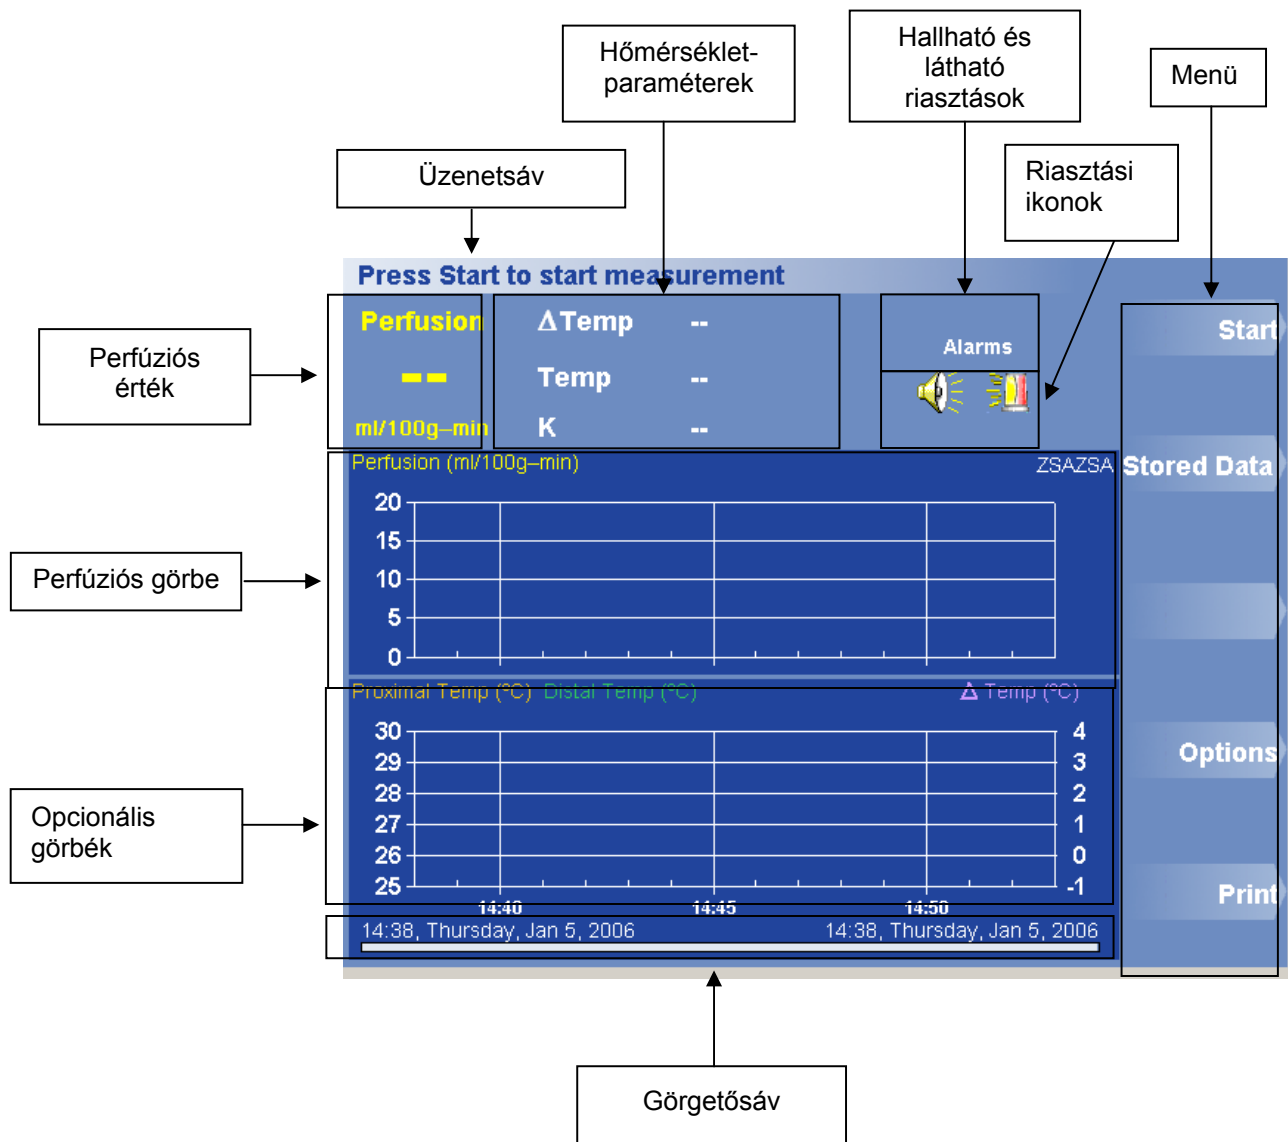 Hőmérséklet-
paraméterek
Hallható és
látható
riasztások
Menü
Üzenetsáv
Riasztási
ikonok
Press Start to start measurement
Perfúziós
érték
Perfusion
--
ml/100g–min
ΔTemp --
Temp --
K --
Alarms
Start
Stored Data
Options
Print
Perfúziós görbe
Perfusion (ml/100g–min)
ZSAZSA
20
15
10
5
0
Opcionális
görbék
Proximal Temp (ºC) Distal Temp (ºC)
Δ Temp (ºC)
30 4
29 3
28 2
27 1
26 0
25 -1
14:40 14:45 14:50
14:38, Thursday, Jan 5, 2006
14:38, Thursday, Jan 5, 2006
Görgetősáv